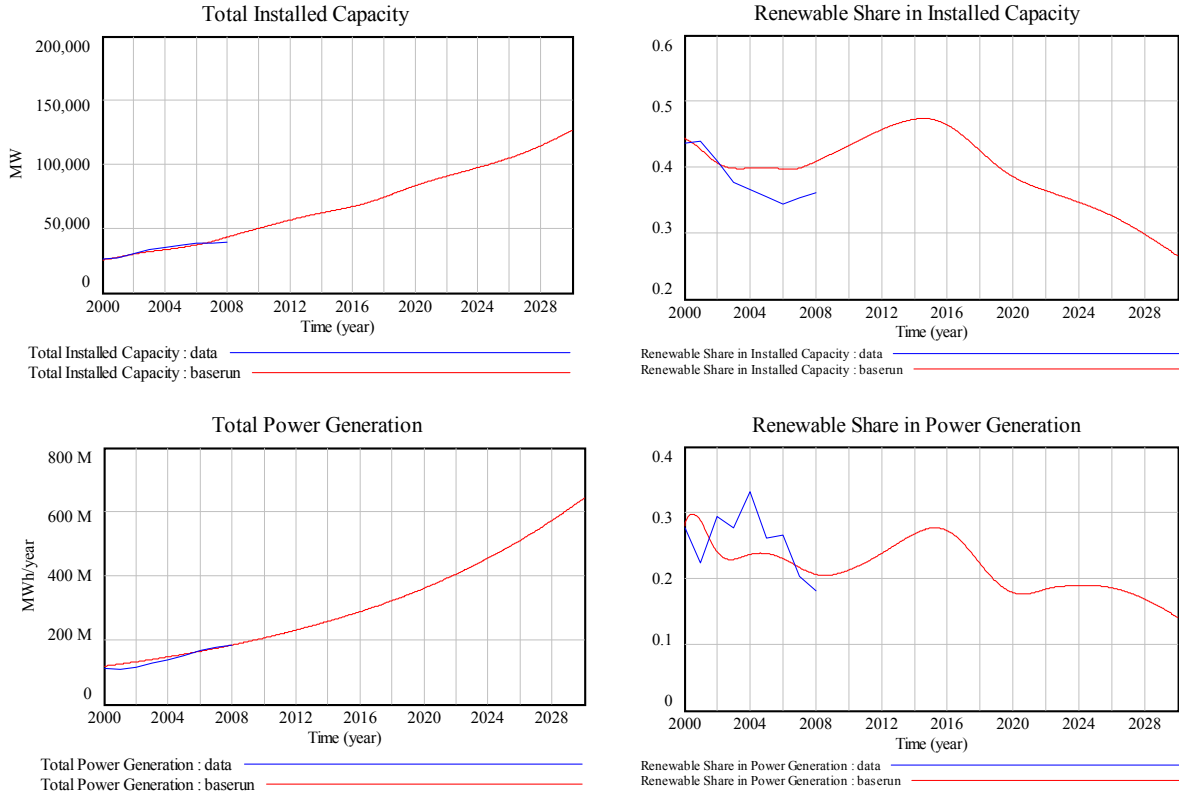 Total Installed Capacity
200,000
150,000
100,000
50,000
0
MW
2000 2004 2008 2012 2016 2020 2024 2028
Time (year)
Total Installed Capacity : data
Total Installed Capacity : baserun
Renewable Share in Installed Capacity
0.6
0.5
0.4
0.3
0.2
2000 2004 2008 2012 2016 2020 2024 2028
Time (year)
Renewable Share in Installed Capacity : data
Renewable Share in Installed Capacity : baserun
Total Power Generation
800 M
600 M
400 M
200 M
0
MWh/year
2000 2004 2008 2012 2016 2020 2024 2028
Time (year)
Total Power Generation : data
Total Power Generation : baserun
Renewable Share in Power Generation
0.4
0.3
0.2
0.1
0
2000 2004 2008 2012 2016 2020 2024 2028
Time (year)
Renewable Share in Power Generation : data
Renewable Share in Power Generation : baserun